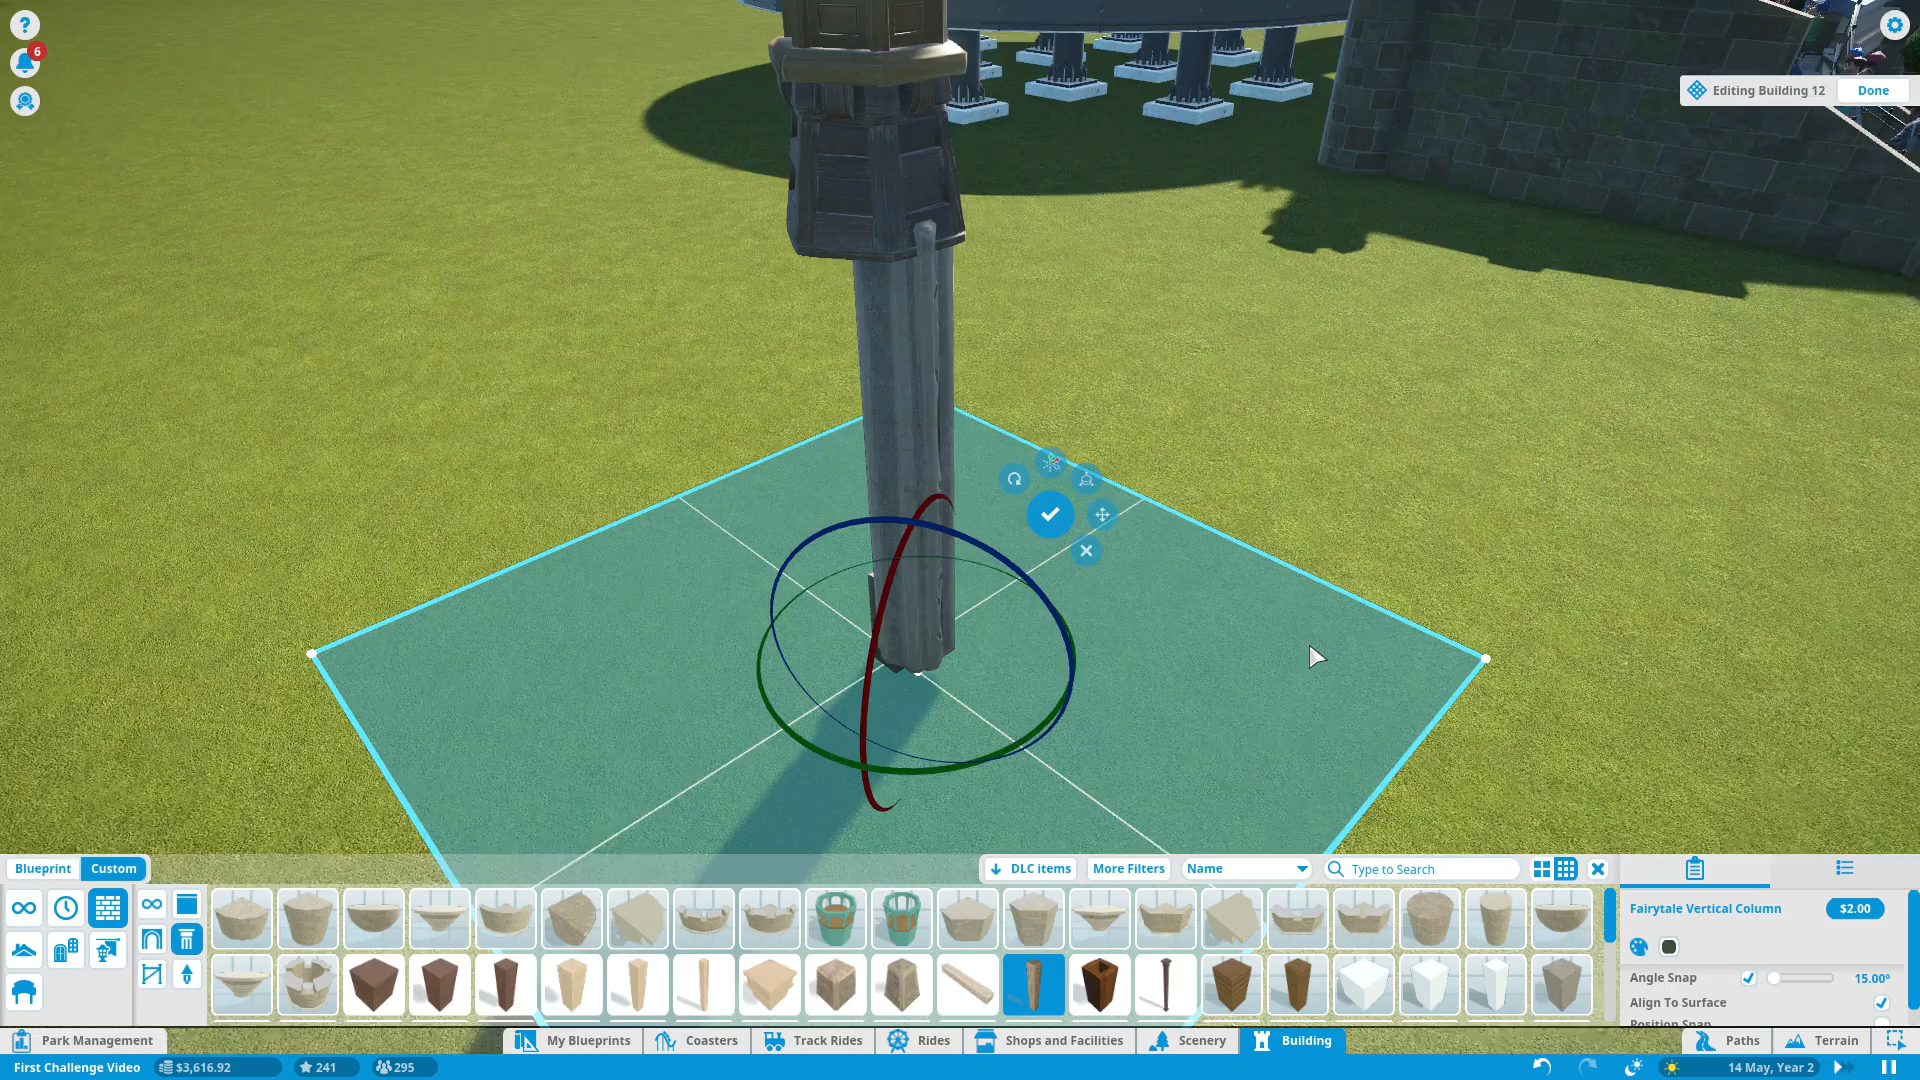 ?
6
Editing Building 12
Done
Blueprint
Custom
DLC items
More Filters
Name
Type to Search
Fairytale Vertical Column
$2.00
Angle Snap
15.00°
Align To Surface
Position Snap
Park Management
My Blueprints
Coasters
Track Rides
Rides
Shops and Facilities
Scenery
Building
Paths
Terrain
First Challenge Video
$3,616.92
241
295
14 May, Year 2